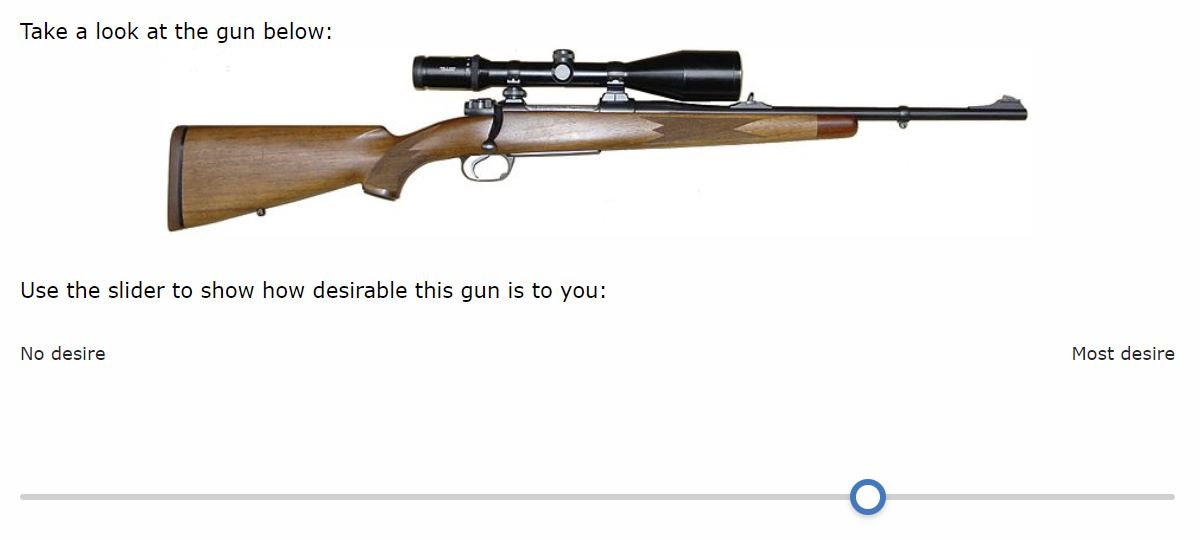 Take a look at the gun below:
Use the slider to show how desirable this gun is to you:
No desire
Most desire